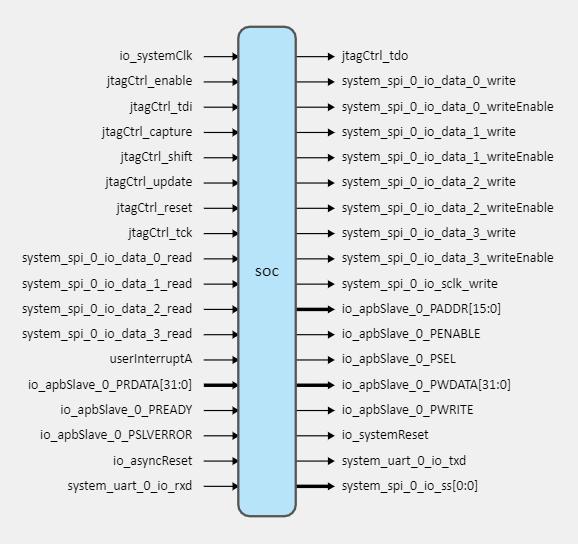 io_systemClk
jtagCtrl_enable
jtagCtrl_tdi
jtagCtrl_capture
jtagCtrl_shift
jtagCtrl_update
jtagCtrl_reset
jtagCtrl_tck
system_spi_0_io_data_0_read
system_spi_0_io_data_1_read
system_spi_0_io_data_2_read
system_spi_0_io_data_3_read
userInterruptA
io_apbSlave_0_PRDATA[31:0]
io_apbSlave_0_PREADY
io_apbSlave_0_PSLVERROR
io_asyncReset
system_uart_0_io_rxd
soc
jtagCtrl_tdo
system_spi_0_io_data_0_write
system_spi_0_io_data_0_writeEnable
system_spi_0_io_data_1_write
system_spi_0_io_data_1_writeEnable
system_spi_0_io_data_2_write
system_spi_0_io_data_2_writeEnable
system_spi_0_io_data_3_write
system_spi_0_io_data_3_writeEnable
system_spi_0_io_sclk_write
io_apbSlave_0_PADDR[15:0]
io_apbSlave_0_PENABLE
io_apbSlave_0_PSEL
io_apbSlave_0_PWDATA[31:0]
io_apbSlave_0_PWRITE
io_systemReset
system_uart_0_io_txd
system_spi_0_io_ss[0:0]